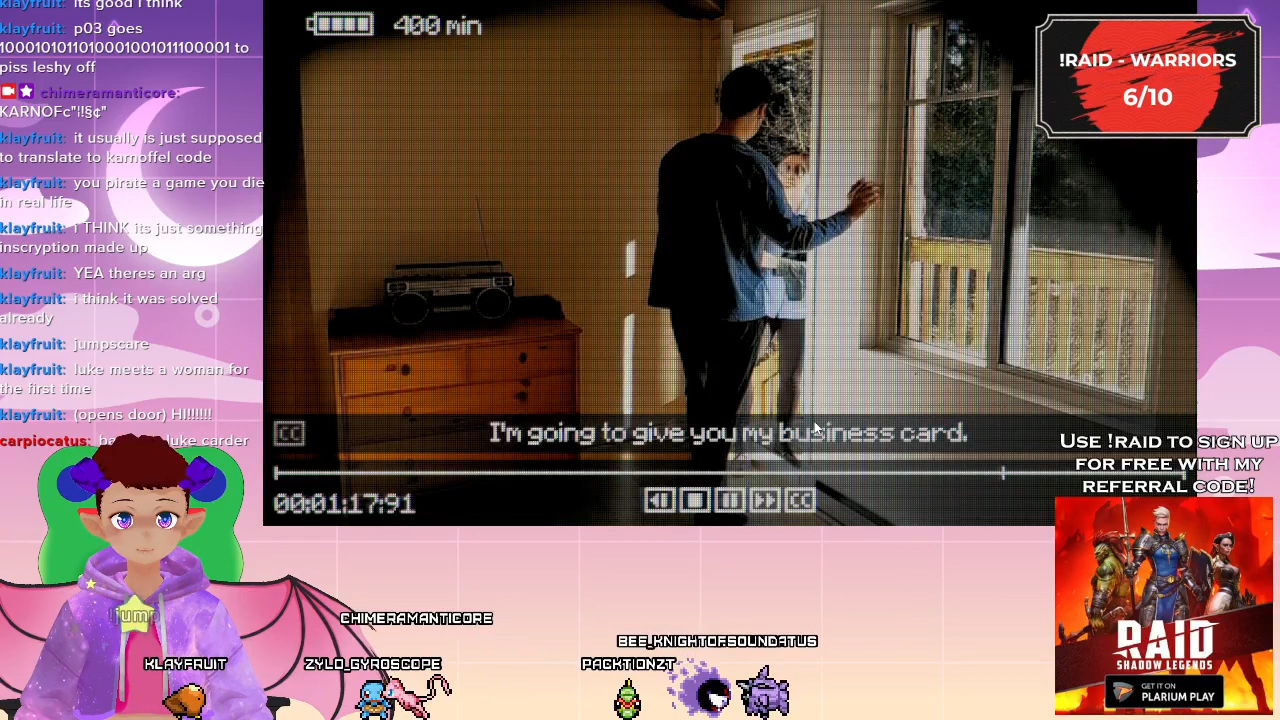 klayfruit: its good i think
klayfruit: p03 goes
1000101011010001001011100001 to
piss leshy off
chimeramanticore:
KARNOFc"!!§¢"
klayfruit: it usually is just supposed
to translate to karnoffel code
klayfruit: you pirate a game you die
in real life
klayfruit: i THINK its just something
inscryption made up
klayfruit: YEA theres an arg
klayfruit: i think it was solved
already
klayfruit: jumpscare
klayfruit: luke meets a woman for
the first time
klayfruit: (opens door) HI!!!!!!
carpiocatus: luke carder
400 min
!RAID - WARRIORS
6/10
CC
I'm going to give you my business card.
00:01:17:91
CC
USE !RAID TO SIGN UP
FOR FREE WITH MY
REFERRAL CODE!
RAID
SHADOW LEGENDS
GET IT ON
PLARIUM PLAY
!jump
CHIMERAMANTICORE
KLAYFRUIT
ZYLO_GYROSCOPE
BEE_KNIGHTOFSOUNDATUS
PACKTIONZT